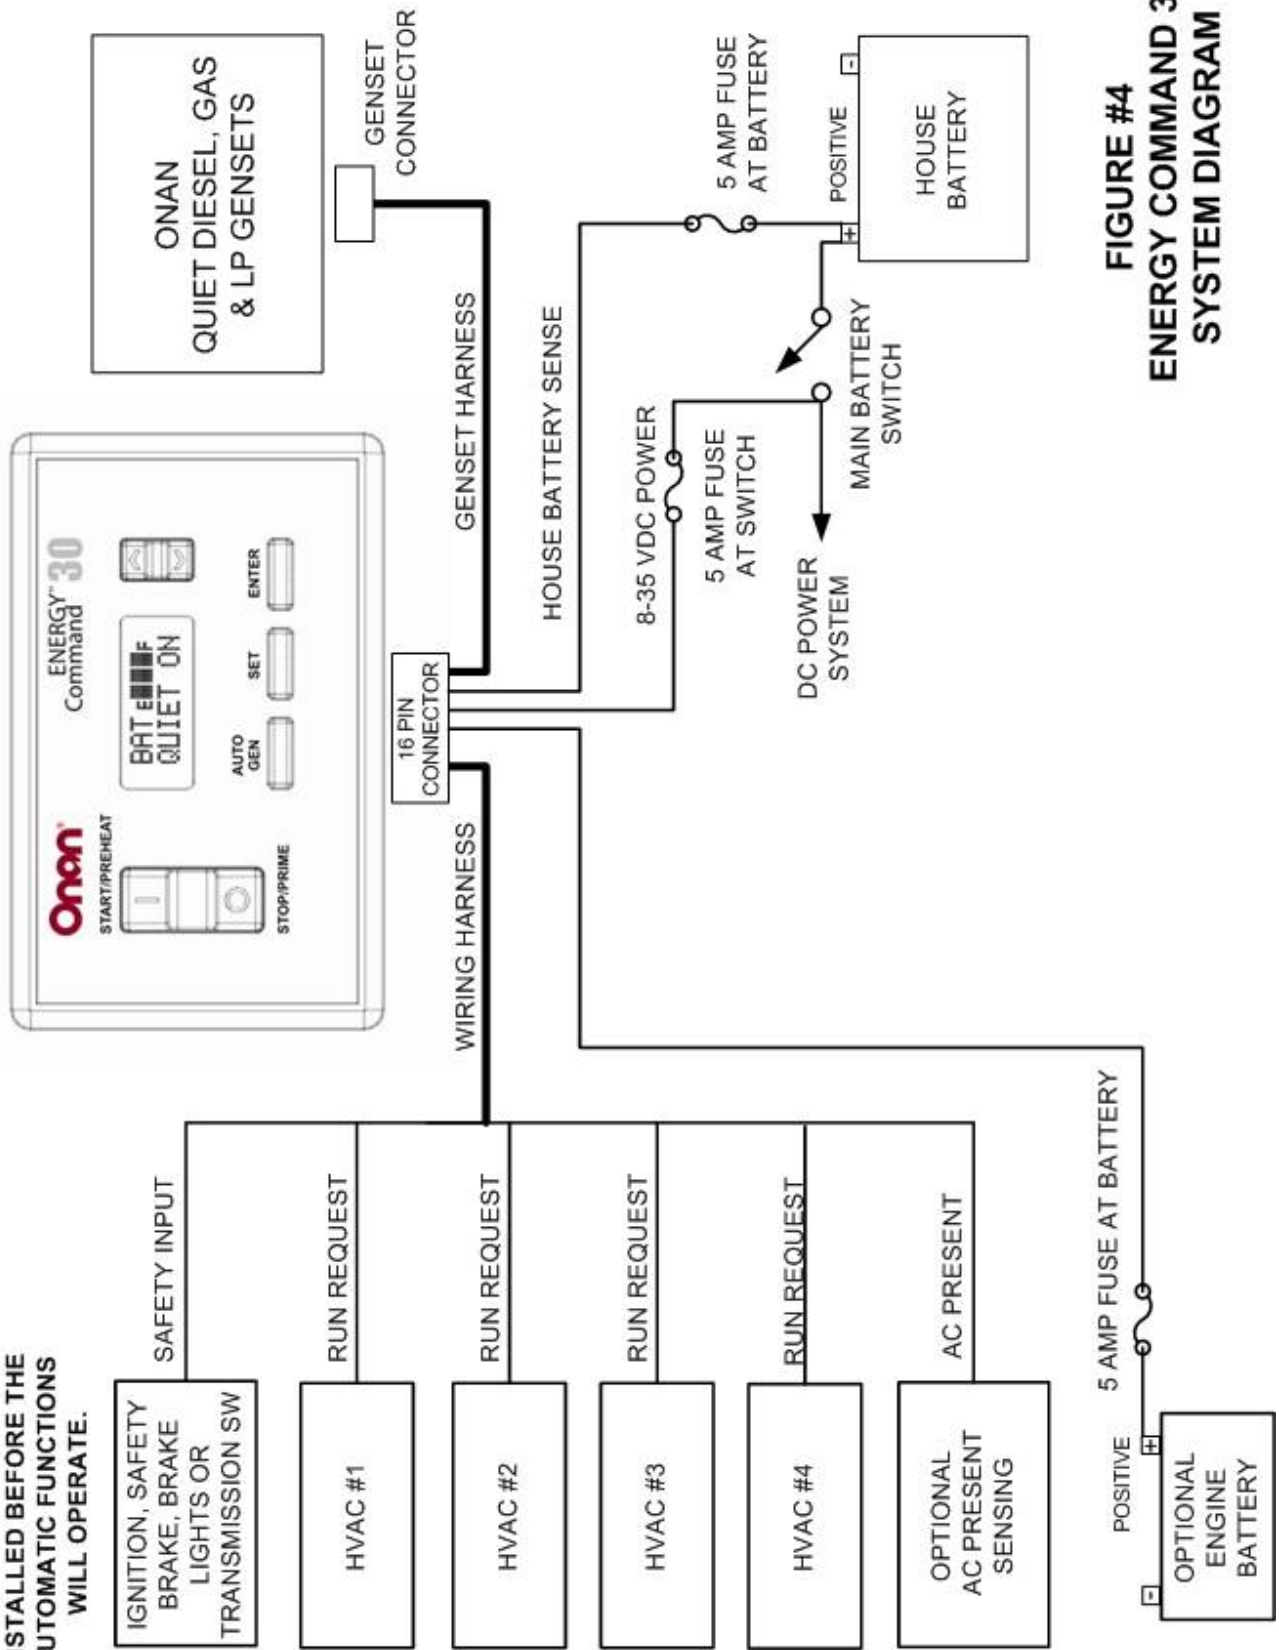 STALLED BEFORE THE
UTOMATIC FUNCTIONS
WILL OPERATE.
IGNITION, SAFETY
BRAKE, BRAKE
LIGHTS OR
TRANSMISSION SW
SAFETY INPUT
HVAC #1
RUN REQUEST
HVAC #2
RUN REQUEST
HVAC #3
RUN REQUEST
HVAC #4
RUN REQUEST
OPTIONAL
AC PRESENT
SENSING
AC PRESENT
POSITIVE
-
+
OPTIONAL
ENGINE
BATTERY
5 AMP FUSE AT BATTERY
WIRING HARNESS
Onan
START/PREHEAT
STOP/PRIME
ENERGY™ 30
Command
BAT E F
QUIET ON
AUTO
GEN
SET
ENTER
16 PIN
CONNECTOR
GENSET HARNESS
ONAN
QUIET DIESEL, GAS
& LP GENSETS
GENSET
CONNECTOR
HOUSE BATTERY SENSE
8-35 VDC POWER
5 AMP FUSE
AT SWITCH
DC POWER
SYSTEM
MAIN BATTERY
SWITCH
5 AMP FUSE
AT BATTERY
POSITIVE
+
-
HOUSE
BATTERY
FIGURE #4
ENERGY COMMAND 3
SYSTEM DIAGRAM